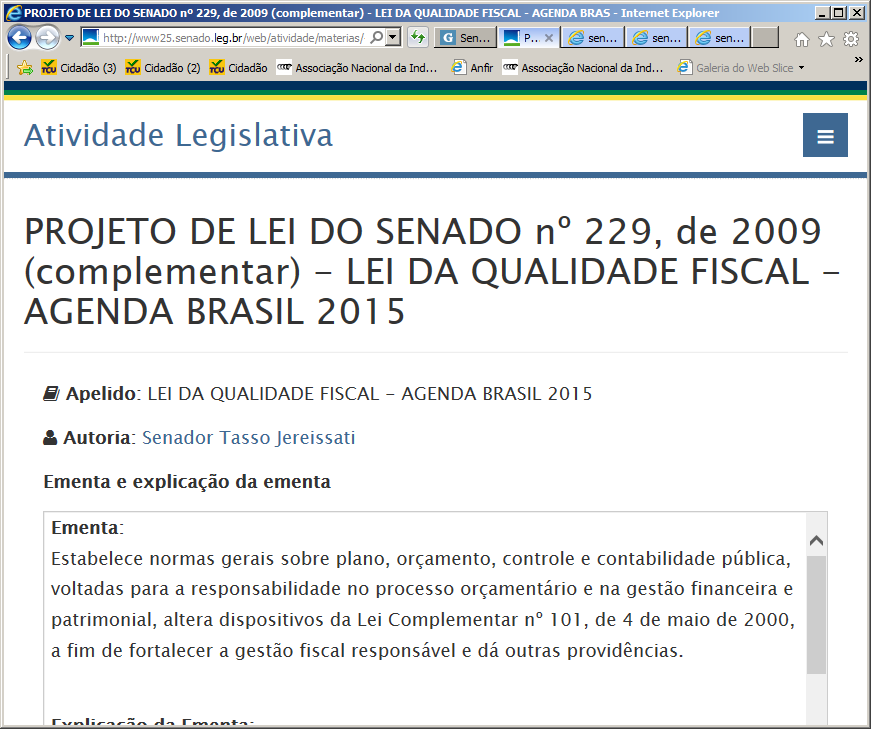 PROJETO DE LEI DO SENADO nº 229, de 2009 (complementar) - LEI DA QUALIDADE FISCAL - AGENDA BRAS - Internet Explorer
http://www25.senado.leg.br/web/atividade/materias/
G Sen... P... sen... sen... sen...
TCU Cidadão (3) TCU Cidadão (2) TCU Cidadão Associação Nacional da Ind... Anfir Associação Nacional da Ind... Galeria do Web Slice »
Atividade Legislativa
PROJETO DE LEI DO SENADO nº 229, de 2009
(complementar) - LEI DA QUALIDADE FISCAL -
AGENDA BRASIL 2015
Apelido: LEI DA QUALIDADE FISCAL - AGENDA BRASIL 2015
Autoria: Senador Tasso Jereissati
Ementa e explicação da ementa
Ementa:
Estabelece normas gerais sobre plano, orçamento, controle e contabilidade pública,
voltadas para a responsabilidade no processo orçamentário e na gestão financeira e
patrimonial, altera dispositivos da Lei Complementar nº 101, de 4 de maio de 2000,
a fim de fortalecer a gestão fiscal responsável e dá outras providências.
Explicação da Ementa: